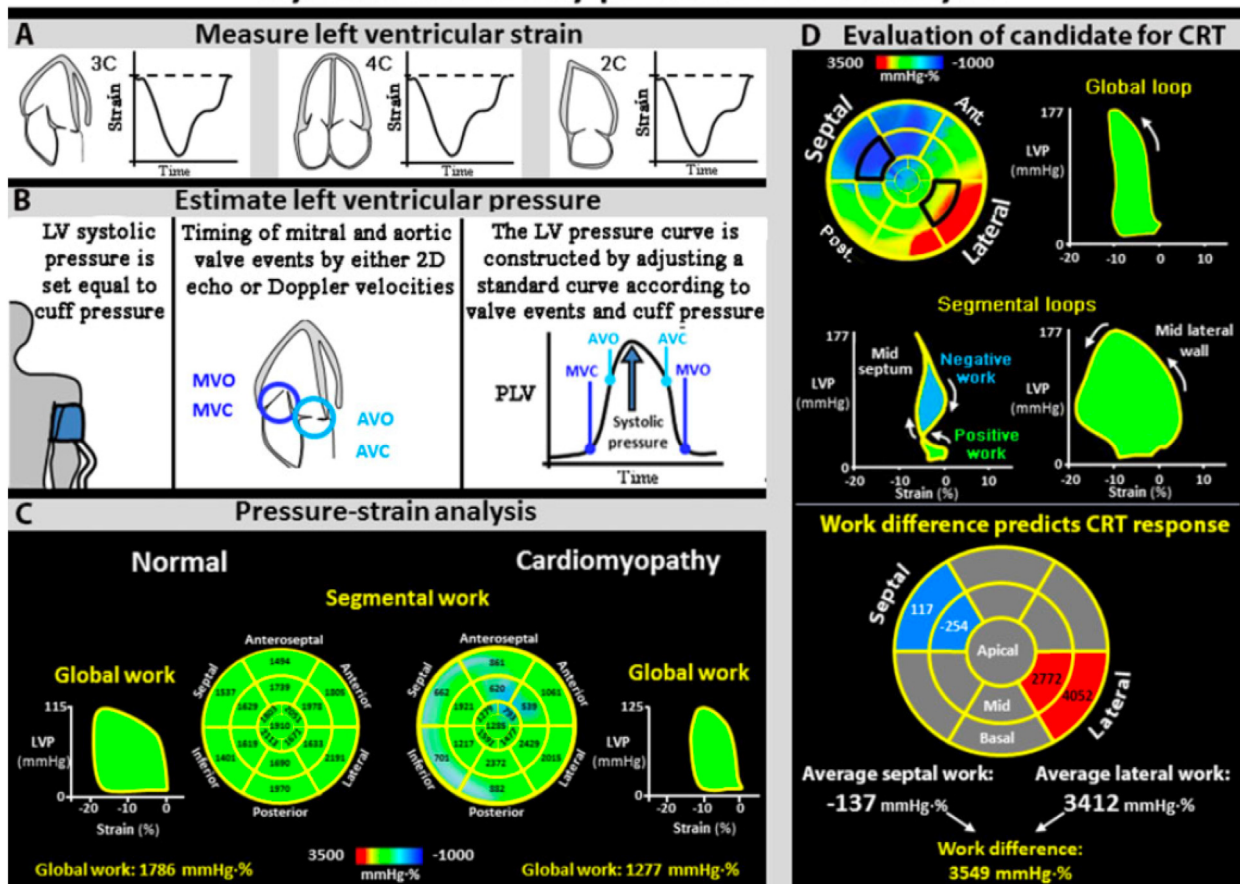 A
Measure left ventricular strain
3C
Strain
Time
4C
Strain
Time
2C
Strain
Time
B
Estimate left ventricular pressure
LV systolic
pressure is
set equal to
cuff pressure
Timing of mitral and aortic
valve events by either 2D
echo or Doppler velocities
MVO
MVC
AVO
AVC
The LV pressure curve is
constructed by adjusting a
standard curve according to
valve events and cuff pressure
AVO
AVC
MVC
MVO
PLV
Systolic
pressure
Time
C
Pressure-strain analysis
Normal
Cardiomyopathy
Segmental work
Global work
115
LVP
(mmHg)
0
-20 -10 0
Strain (%)
Global work: 1786 mmHg·%
Anteroseptal
Septal
Anterior
Inferior
Lateral
Posterior
1494
1537
1805
1739
1629
1978
1910
1619
1633
1401
2191
1690
1970
Anteroseptal
Septal
Anterior
Inferior
Lateral
Posterior
861
662
1061
620
1921
539
1285
1217
2429
701
2015
2372
882
Global work
125
LVP
(mmHg)
0
-20 -10 0
Strain (%)
3500 -1000
mmHg·%
Global work: 1277 mmHg·%
D
Evaluation of candidate for CRT
3500 -1000
mmHg·%
Septal
Ant.
Post.
Lateral
Global loop
177
LVP
(mmHg)
0
-20 -10 0 10
Segmental loops
177
Mid
septum
LVP
(mmHg)
Negative
work
Positive
work
0
-20 -10 0 10
Strain (%)
177
Mid lateral
wall
LVP
(mmHg)
0
-20 -10 0 10
Strain (%)
Work difference predicts CRT response
Septal
117
-254
Apical
2772
4052
Mid
Basal
Lateral
Average septal work:
-137 mmHg·%
Average lateral work:
3412 mmHg·%
Work difference:
3549 mmHg·%